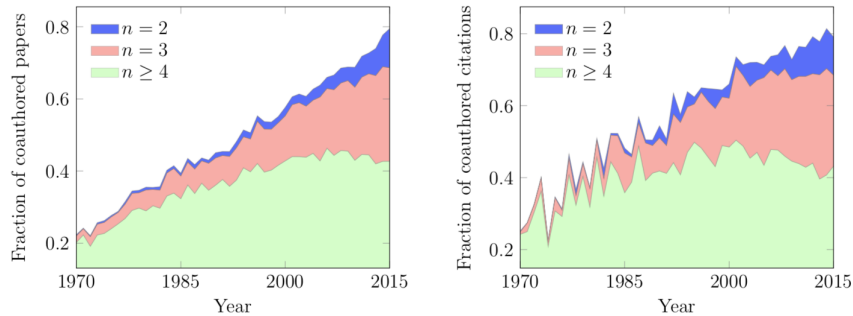 Fraction of coauthored papers
0.8
0.6
0.4
0.2
n = 2
n = 3
n ≥ 4
1970 1985 2000 2015
Year
Fraction of coauthored citations
0.8
0.6
0.4
0.2
n = 2
n = 3
n ≥ 4
1970 1985 2000 2015
Year